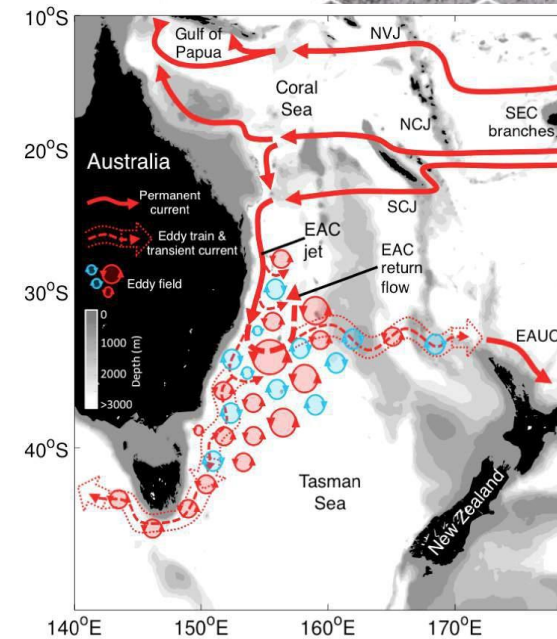 10°S
Gulf of
Papua
NVJ
Coral
Sea
SEC
branches
NCJ
20°S
Australia
Permanent
current
SCJ
Eddy train &
transient current
EAC
jet
EAC
return
flow
Eddy field
30°S
0
1000
2000
>3000
Depth (m)
EAUC
40°S
Tasman
Sea
New Zealand
140°E
150°E
160°E
170°E